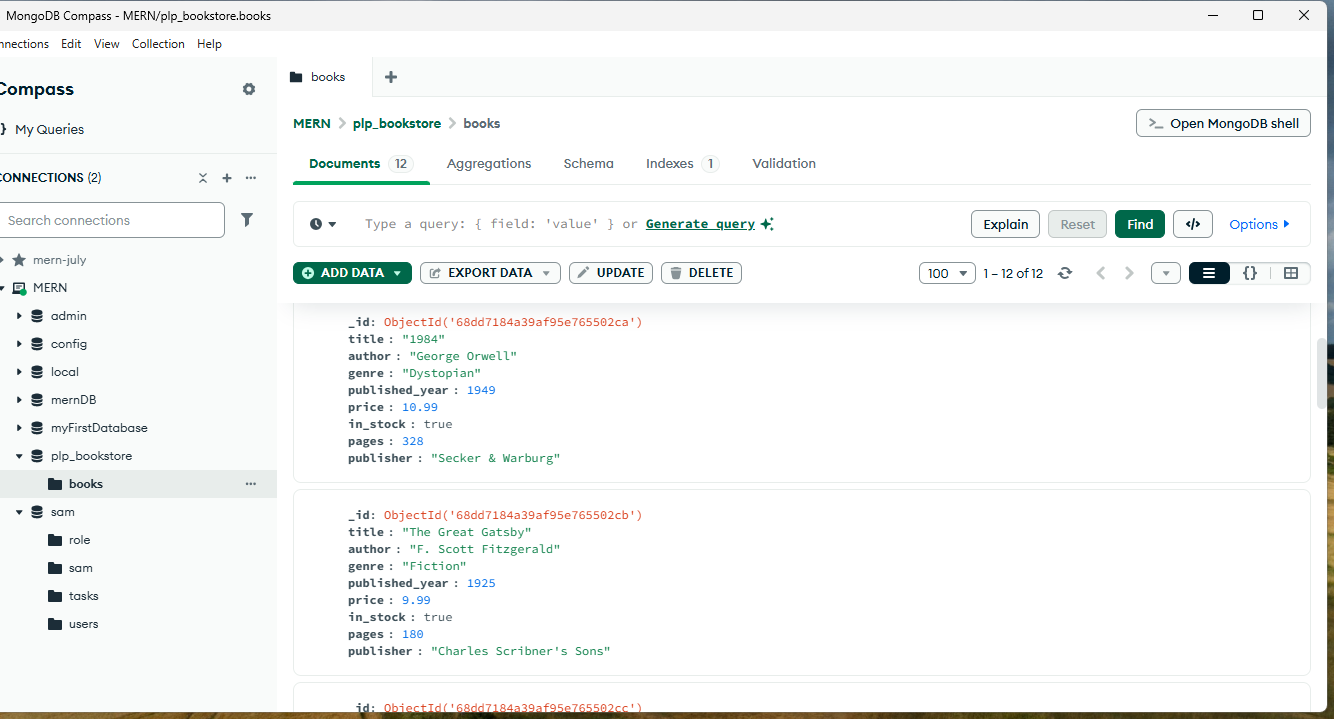 MongoDB Compass - MERN/plp_bookstore.books
nnections Edit View Collection Help
Compass
} My Queries
CONNECTIONS (2)
Search connections
mern-july
MERN
admin
config
local
mernDB
myFirstDatabase
plp_bookstore
books
sam
role
sam
tasks
users
books
MERN > plp_bookstore > books
>_ Open MongoDB shell
Documents 12 Aggregations Schema Indexes 1 Validation
Type a query: { field: 'value' } or Generate query
Explain Reset Find </> Options
ADD DATA EXPORT DATA UPDATE DELETE
100 1 – 12 of 12 {}
_id: ObjectId('68dd7184a39af95e765502ca')
title : "1984"
author : "George Orwell"
genre : "Dystopian"
published_year : 1949
price : 10.99
in_stock : true
pages : 328
publisher : "Secker & Warburg"
_id: ObjectId('68dd7184a39af95e765502cb')
title : "The Great Gatsby"
author : "F. Scott Fitzgerald"
genre : "Fiction"
published_year : 1925
price : 9.99
in_stock : true
pages : 180
publisher : "Charles Scribner's Sons"
_id: ObjectId('68dd7184a39af95e765502cc')